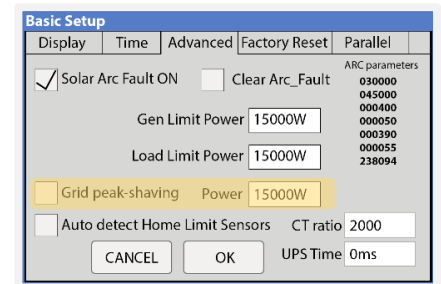 Basic Setup
Display Time Advanced Factory Reset Parallel
ARC parameters
Solar Arc Fault ON Clear Arc_Fault
030000
045000
000400
000050
000390
000055
238094
Gen Limit Power 15000W
Load Limit Power 15000W
Grid peak-shaving Power 15000W
Auto detect Home Limit Sensors CT ratio 2000
CANCEL OK UPS Time 0ms